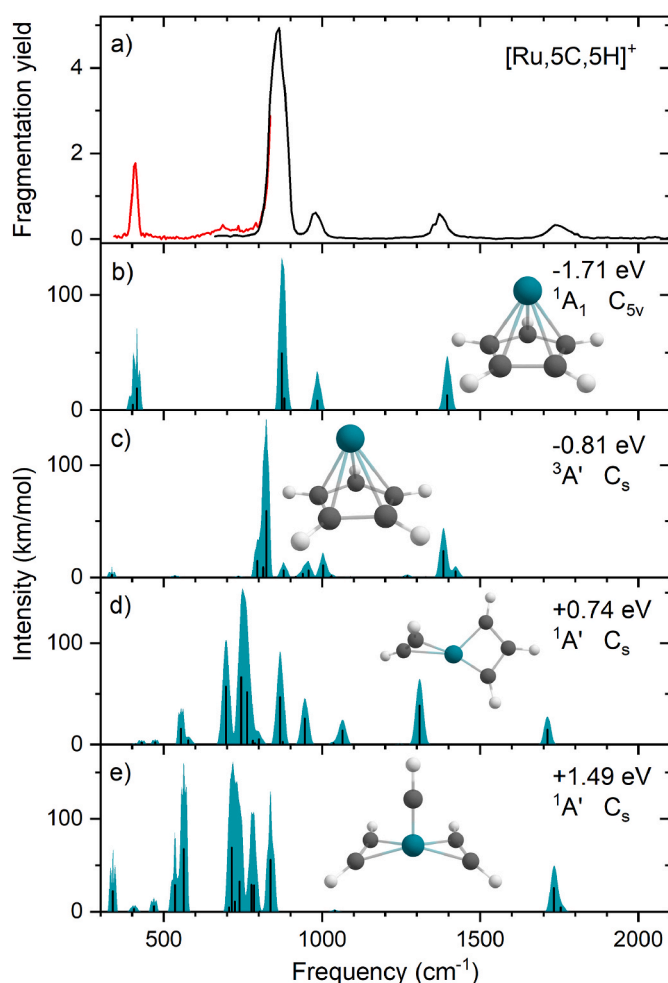 a)
[Ru,5C,5H]⁺
Fragmentation yield
4
2
0
b)
-1.71 eV
¹A₁ C₅ᵥ
100
0
c)
-0.81 eV
³A' Cₛ
100
0
d)
+0.74 eV
¹A' Cₛ
100
0
e)
+1.49 eV
¹A' Cₛ
100
0
Intensity (km/mol)
500 1000 1500 2000
Frequency (cm⁻¹)